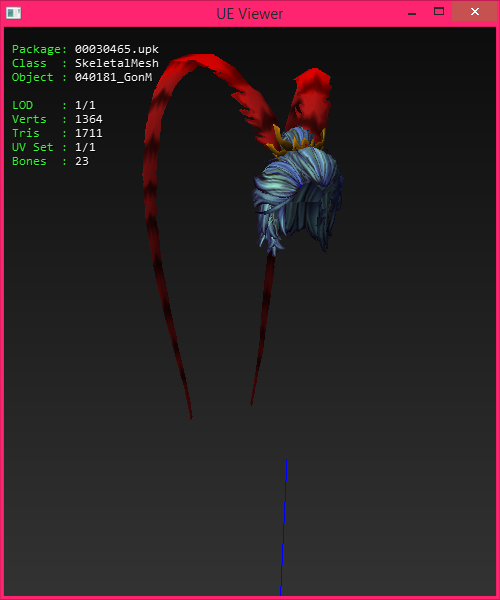 UE Viewer
Package: 00030465.upk
Class  : SkeletalMesh
Object : 040181_GonM
LOD    : 1/1
Verts  : 1364
Tris   : 1711
UV Set : 1/1
Bones  : 23